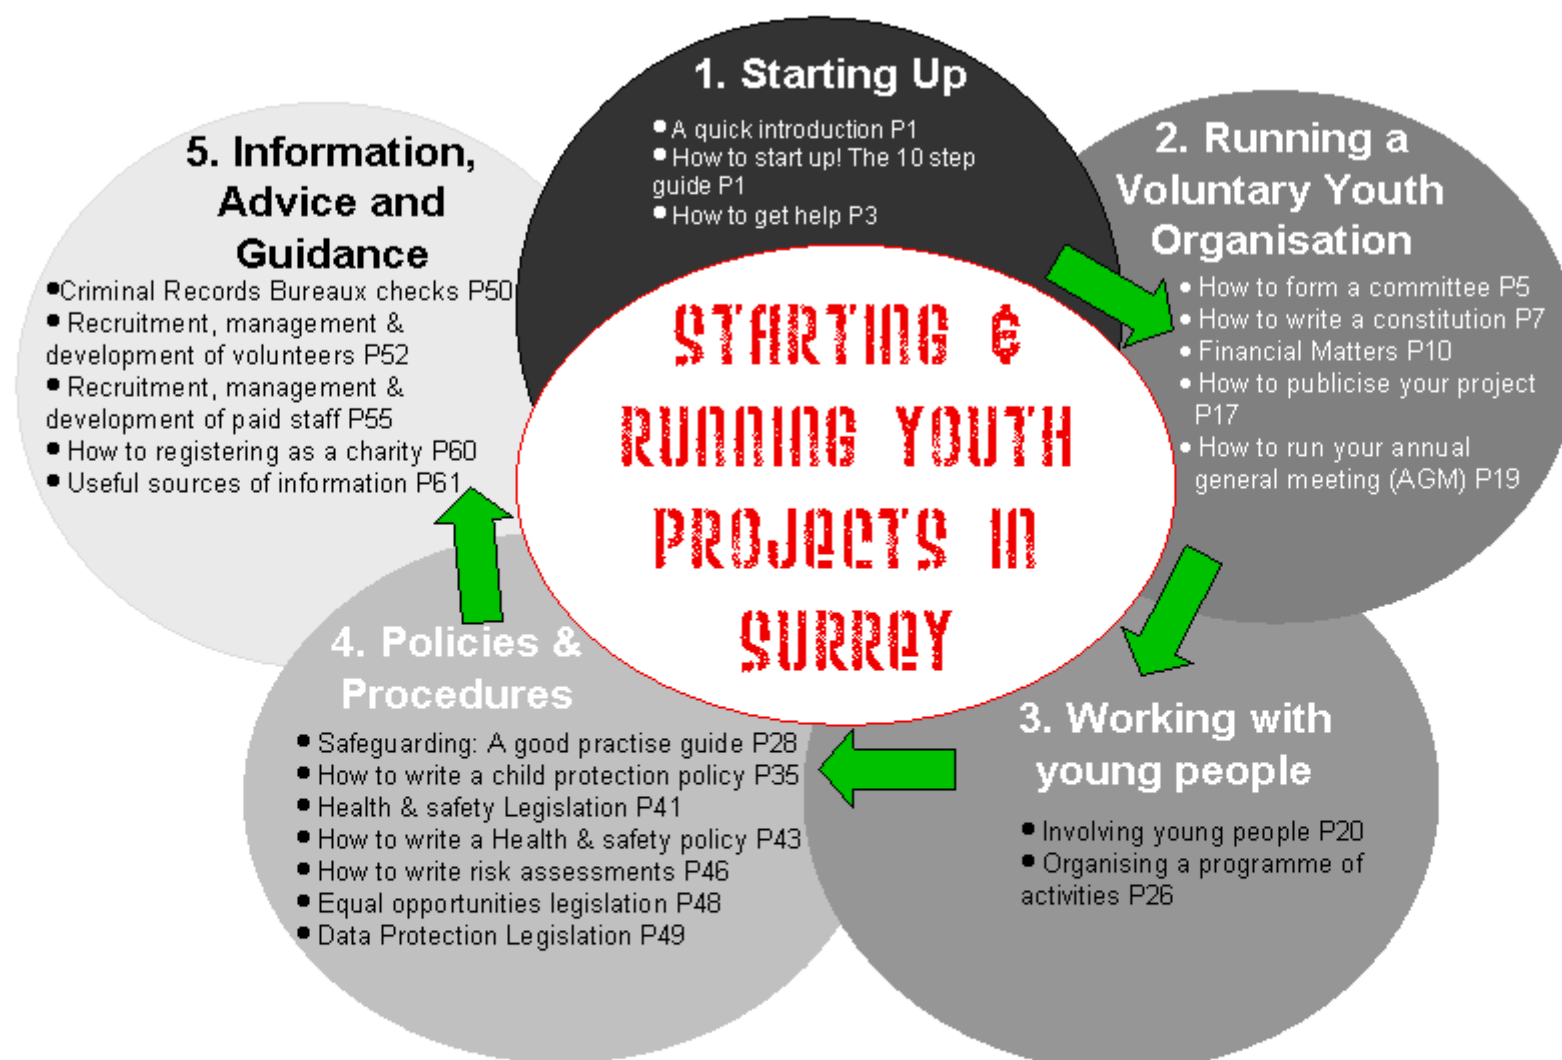 1. Starting Up
● A quick introduction P1
● How to start up! The 10 step
guide P1
● How to get help P3
2. Running a
Voluntary Youth
Organisation
● How to form a committee P5
● How to write a constitution P7
● Financial Matters P10
● How to publicise your project
P17
● How to run your annual
general meeting (AGM) P19
3. Working with
young people
● Involving young people P20
● Organising a programme of
activities P26
4. Policies &
Procedures
● Safeguarding: A good practise guide P28
● How to write a child protection policy P35
● Health & safety Legislation P41
● How to write a Health & safety policy P43
● How to write risk assessments P46
● Equal opportunities legislation P48
● Data Protection Legislation P49
5. Information,
Advice and
Guidance
●Criminal Records Bureaux checks P50
● Recruitment, management &
development of volunteers P52
● Recruitment, management &
development of paid staff P55
● How to registering as a charity P60
● Useful sources of information P61
STARTING &
RUNNING YOUTH
PROJECTS IN
SURREY